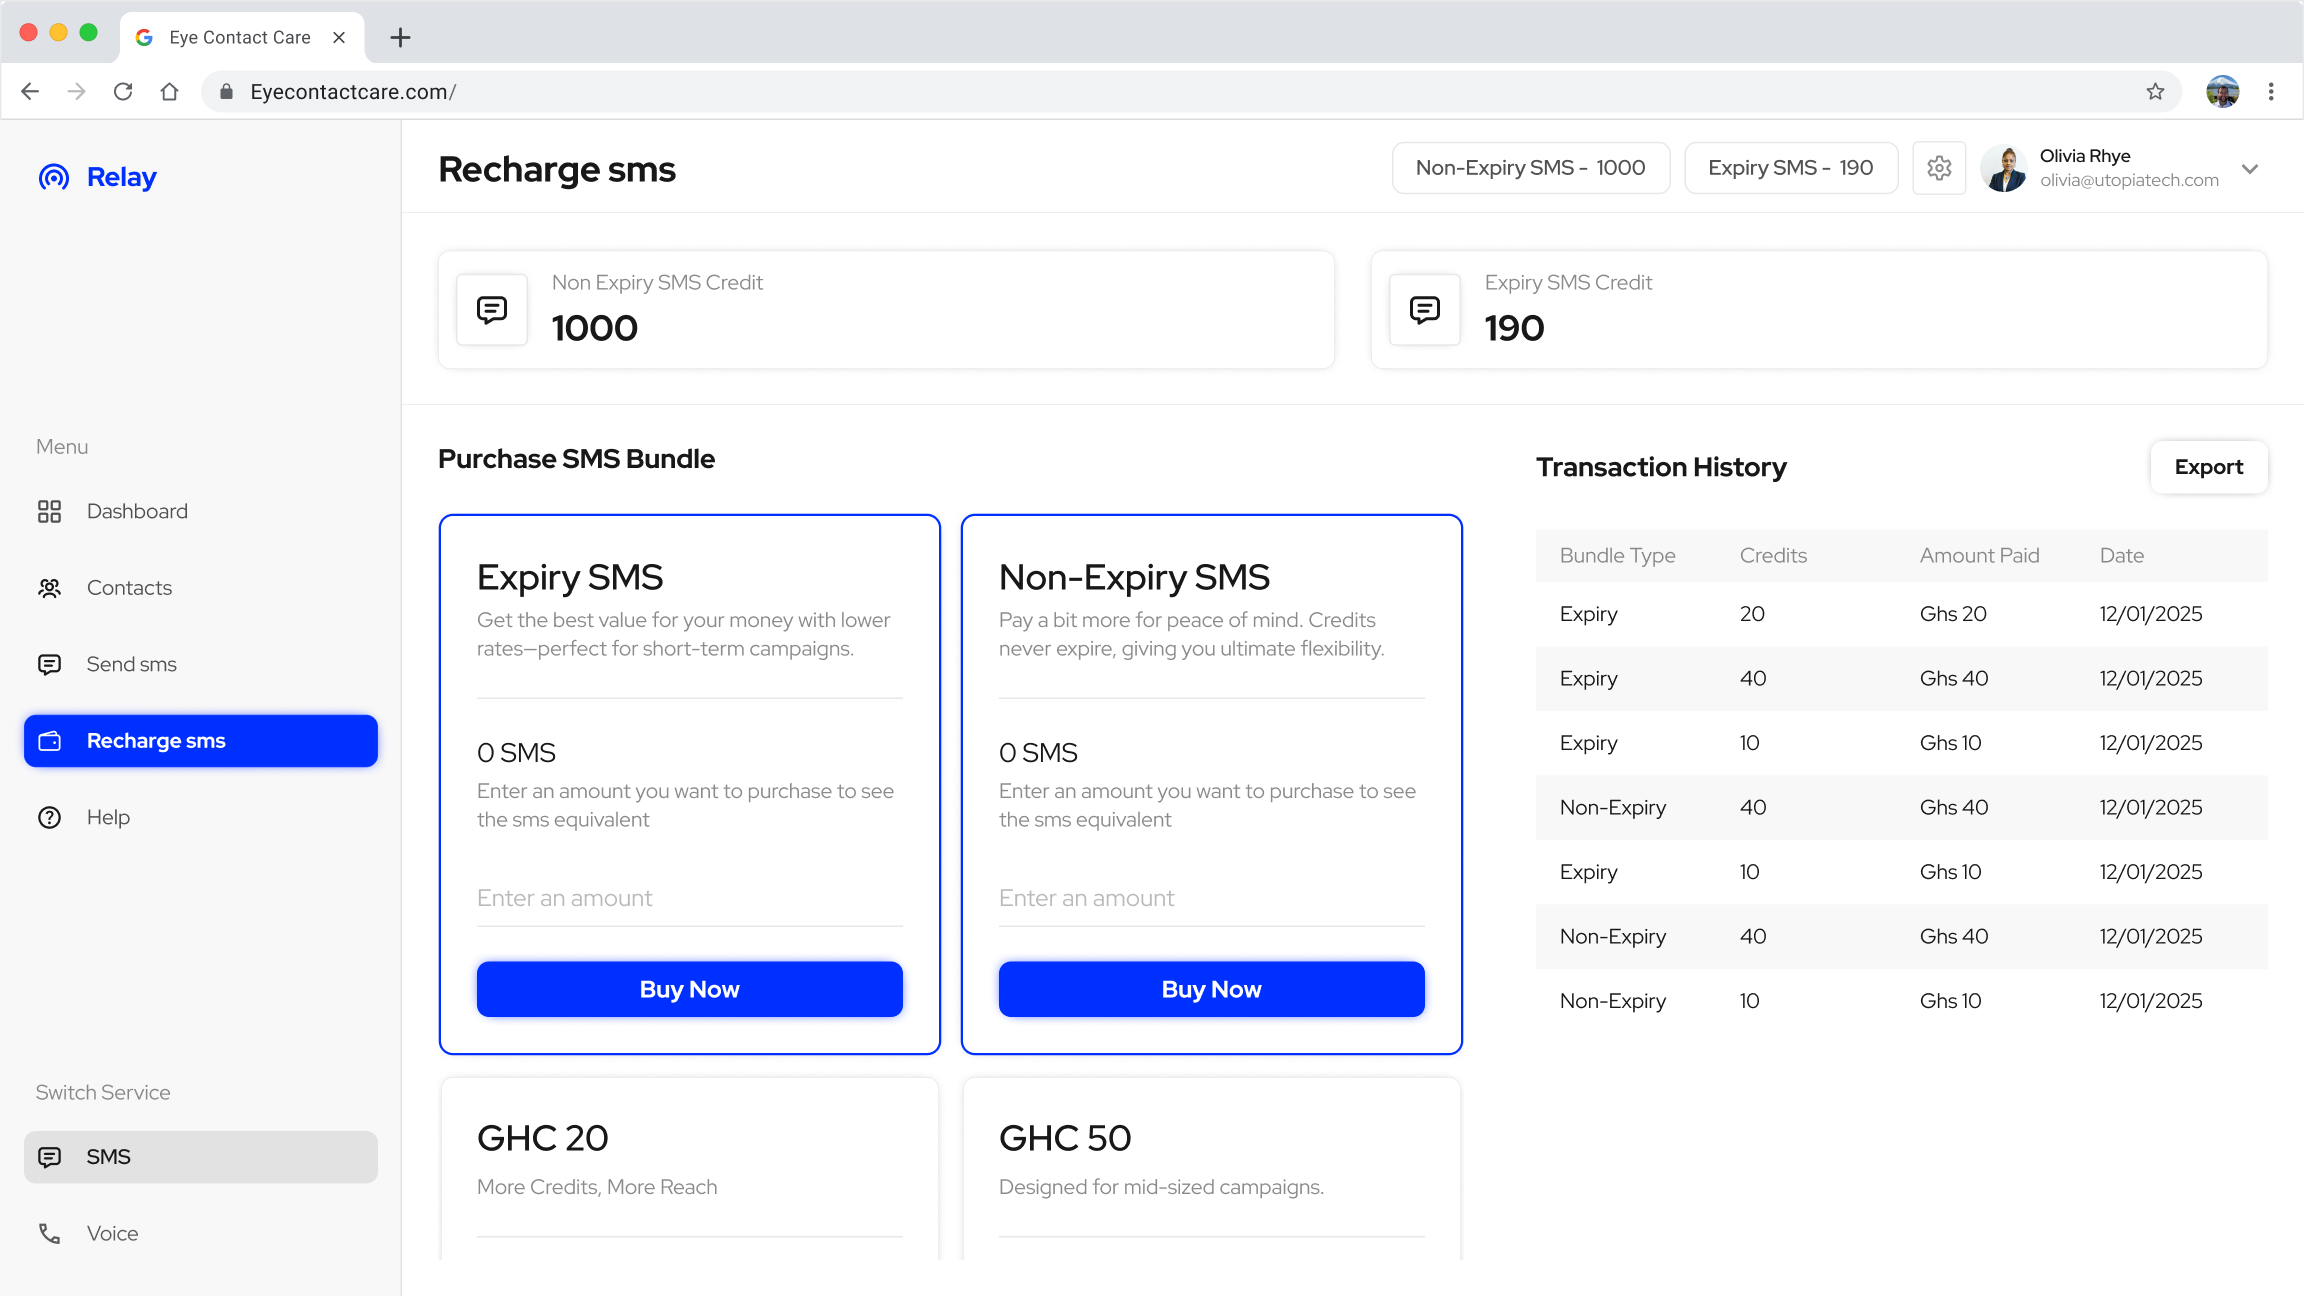 Eye Contact Care
Eyecontactcare.com/
Relay
Menu
Dashboard
Contacts
Send sms
Recharge sms
Help
Switch Service
SMS
Voice
Recharge sms
Non-Expiry SMS - 1000
Expiry SMS - 190
Olivia Rhye
olivia@utopiatech.com
Non Expiry SMS Credit
1000
Expiry SMS Credit
190
Purchase SMS Bundle
Expiry SMS
Get the best value for your money with lower
rates—perfect for short-term campaigns.
0 SMS
Enter an amount you want to purchase to see
the sms equivalent
Enter an amount
Buy Now
Non-Expiry SMS
Pay a bit more for peace of mind. Credits
never expire, giving you ultimate flexibility.
0 SMS
Enter an amount you want to purchase to see
the sms equivalent
Enter an amount
Buy Now
GHC 20
More Credits, More Reach
GHC 50
Designed for mid-sized campaigns.
Transaction History
Export
Bundle Type Credits Amount Paid Date
Expiry 20 Ghs 20 12/01/2025
Expiry 40 Ghs 40 12/01/2025
Expiry 10 Ghs 10 12/01/2025
Non-Expiry 40 Ghs 40 12/01/2025
Expiry 10 Ghs 10 12/01/2025
Non-Expiry 40 Ghs 40 12/01/2025
Non-Expiry 10 Ghs 10 12/01/2025